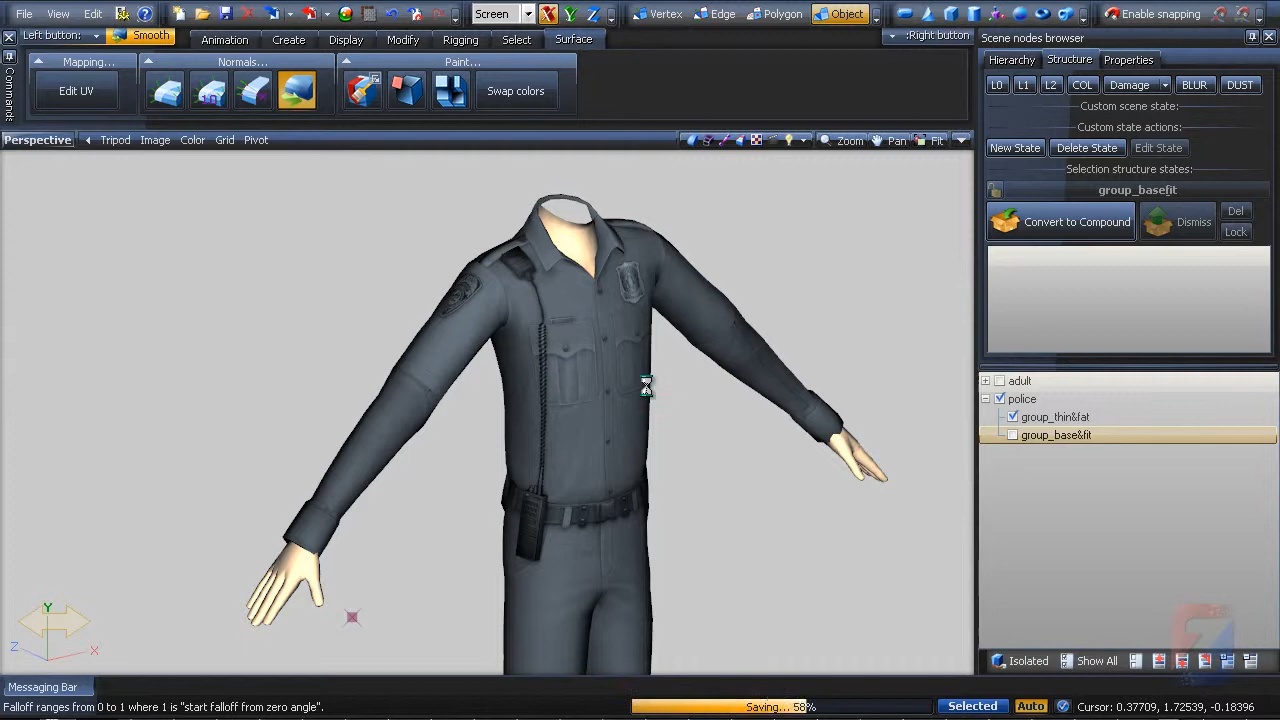 File View Edit Screen X Y Z Vertex Edge Polygon Object Enable snapping
Left button: Smooth Animation Create Display Modify Rigging Select Surface :Right button
Commands
Mapping... Normals... Paint...
Edit UV Swap colors
Perspective Tripod Image Color Grid Pivot Zoom Pan Fit
Scene nodes browser
Hierarchy Structure Properties
L0 L1 L2 COL Damage BLUR DUST
Custom scene state:
Custom state actions:
New State Delete State Edit State
Selection structure states:
group_basefit
Convert to Compound Dismiss Del
Lock
adult
police
group_thin&fat
group_base&fit
Y
Z X
Isolated Show All
Messaging Bar
Falloff ranges from 0 to 1 where 1 is "start falloff from zero angle". Saving... 58% Selected Auto Cursor: 0.37709, 1.72539, -0.18396